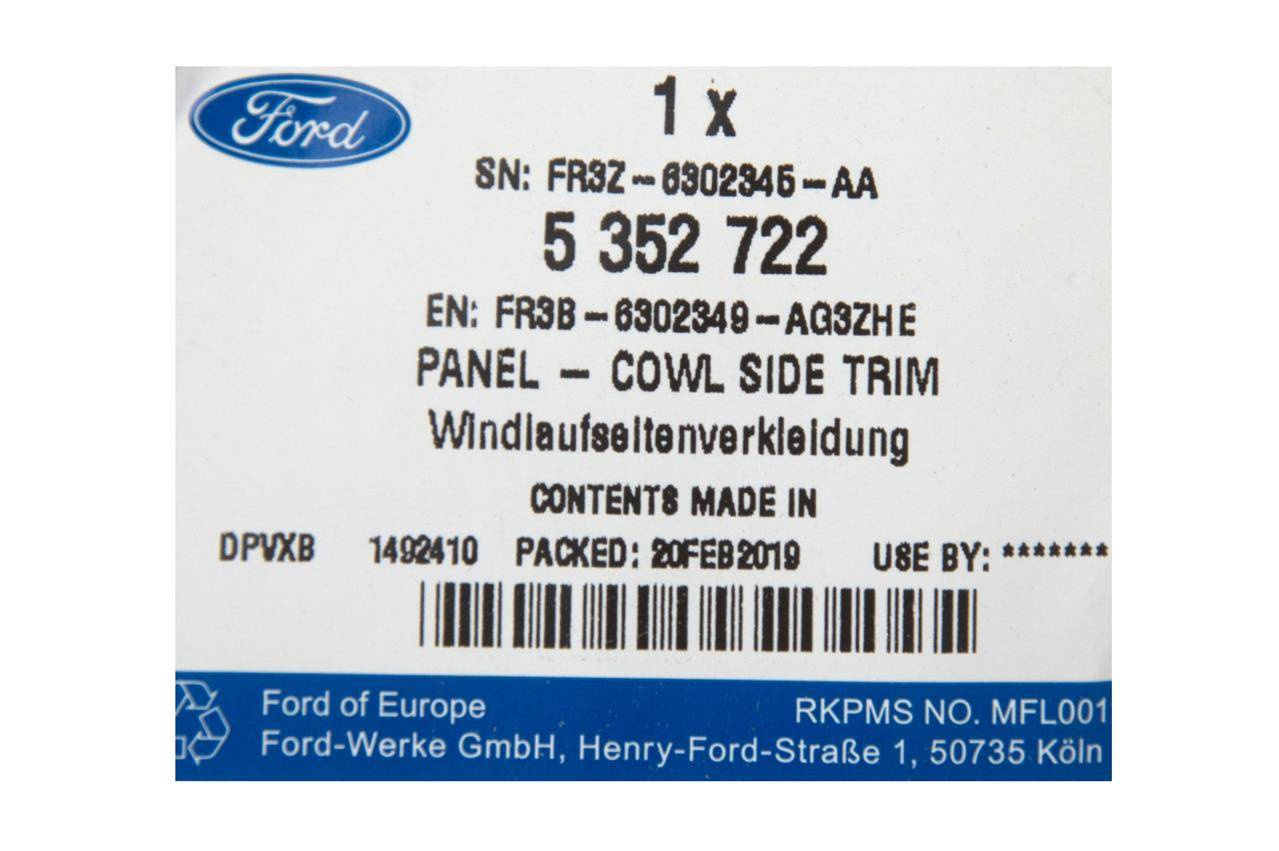 Ford
1 x
SN: FR3Z-6302345-AA
5 352 722
EN: FR3B-6302349-AG3ZHE
PANEL - COWL SIDE TRIM
Windlaufseitenverkleidung
CONTENTS MADE IN
DPVXB 1492410 PACKED: 20FEB2019 USE BY: *******
Ford of Europe RKPMS NO. MFL001
Ford-Werke GmbH, Henry-Ford-Straße 1, 50735 Köln